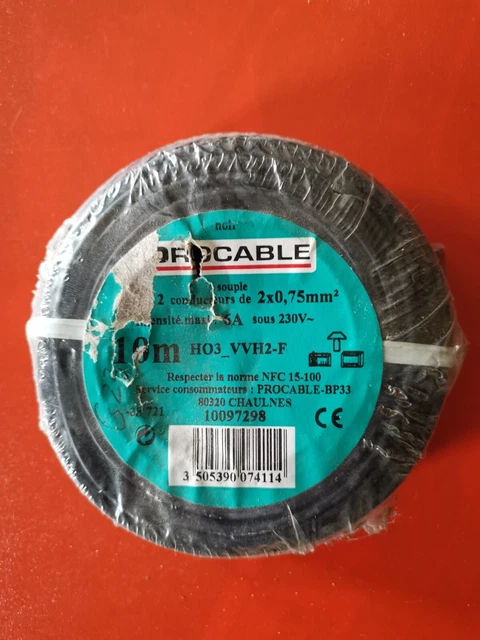 noir
PROCABLE
souple
2 conducteurs de 2x0,75mm²
6A sous 230V~
10m HO3_VVH2-F
Respecter la norme NFC 15-100
Service consommateurs : PROCABLE-BP33
80320 CHAULNES
10097298
CE
3 505390 074114